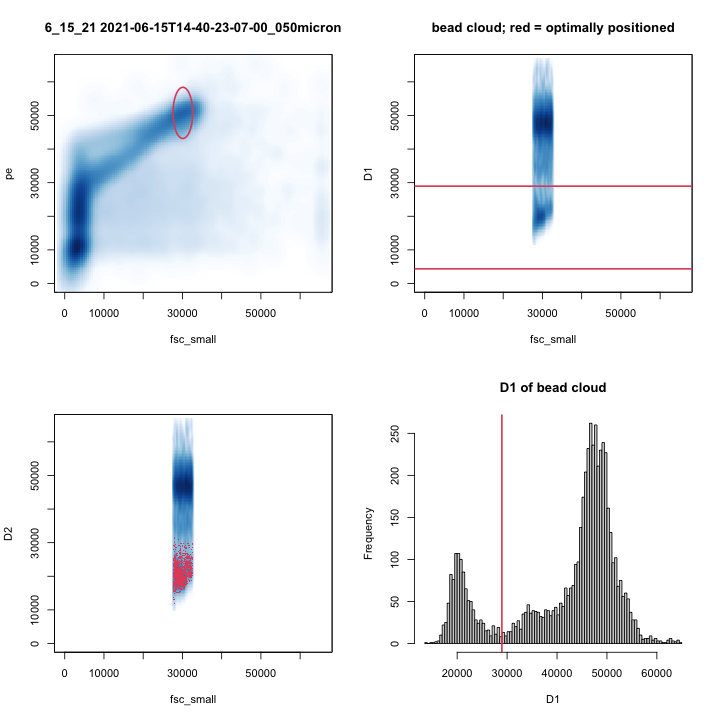 6_15_21 2021-06-15T14-40-23-07-00_050micron
pe
0 10000 30000 50000
0 10000 30000 50000
fsc_small
bead cloud; red = optimally positioned
D1
0 10000 30000 50000
0 10000 30000 50000
fsc_small
D2
0 10000 30000 50000
0 10000 30000 50000
fsc_small
D1 of bead cloud
Frequency
0 50 100 150 200 250
20000 30000 40000 50000 60000
D1